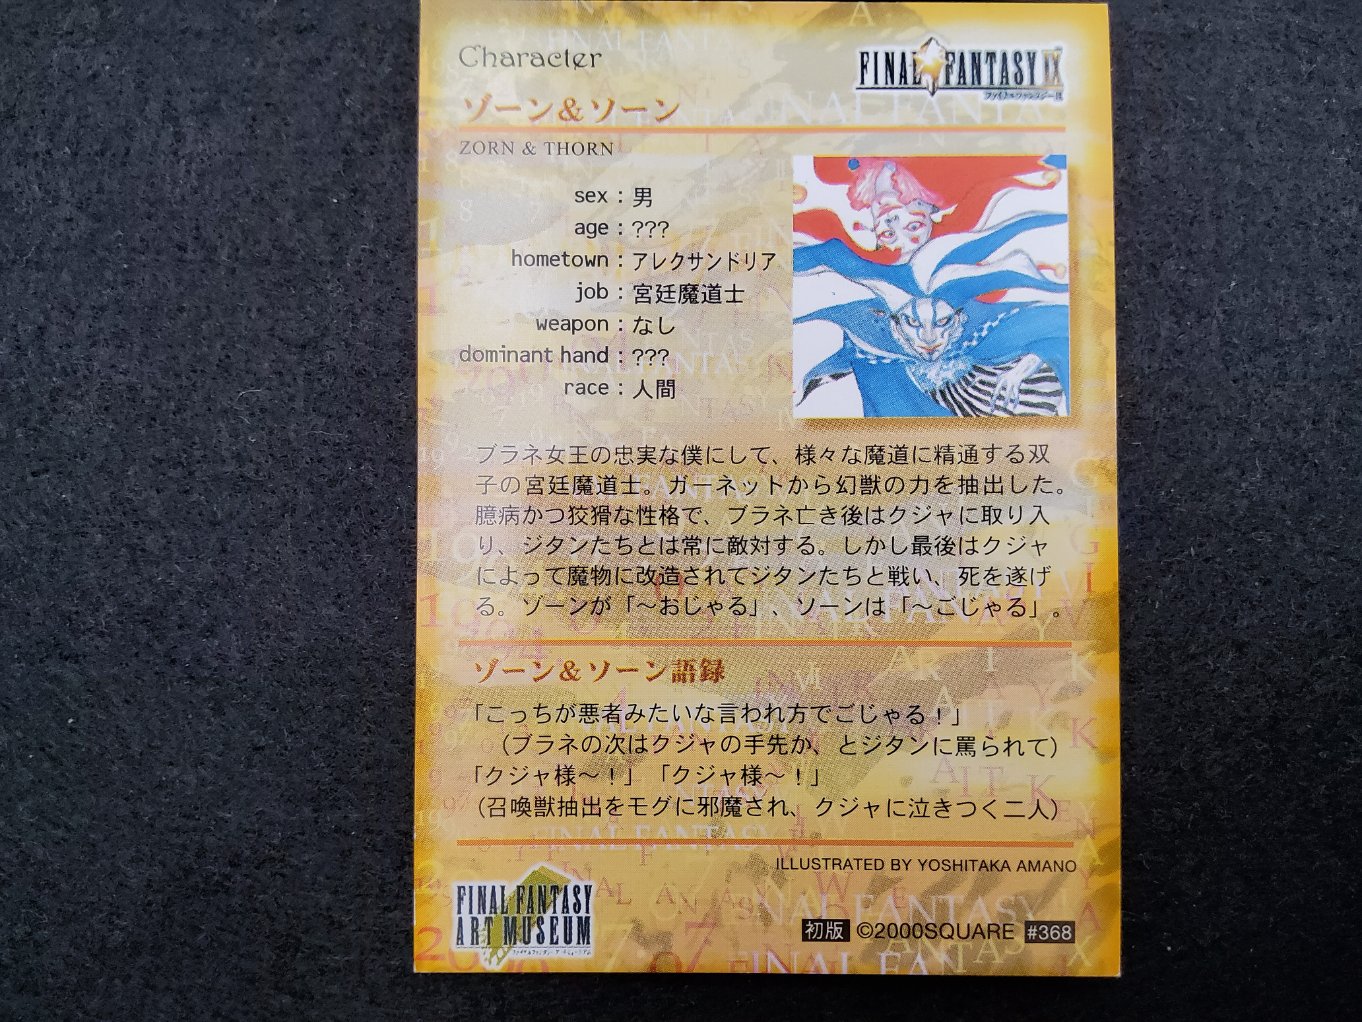 Character
FINAL FANTASY IX
ファイナルファンタジーIX
ゾーン&ソーン
ZORN & THORN
sex：男
age：???
hometown：アレクサンドリア
job：宮廷魔道士
weapon：なし
dominant hand：???
race：人間
ブラネ女王の忠実な僕にして、様々な魔道に精通する双
子の宮廷魔道士。ガーネットから幻獣の力を抽出した。
臆病かつ狡猾な性格で、ブラネ亡き後はクジャに取り入
り、ジタンたちとは常に敵対する。しかし最後はクジャ
によって魔物に改造されてジタンたちと戦い、死を遂げ
る。ゾーンが「〜おじゃる」、ソーンは「〜ごじゃる」。
ゾーン&ソーン語録
「こっちが悪者みたいな言われ方でごじゃる！」
（ブラネの次はクジャの手先か、とジタンに罵られて）
「クジャ様〜！」「クジャ様〜！」
（召喚獣抽出をモグに邪魔され、クジャに泣きつく二人）
ILLUSTRATED BY YOSHITAKA AMANO
FINAL FANTASY
ART MUSEUM
初版 ©2000SQUARE #368